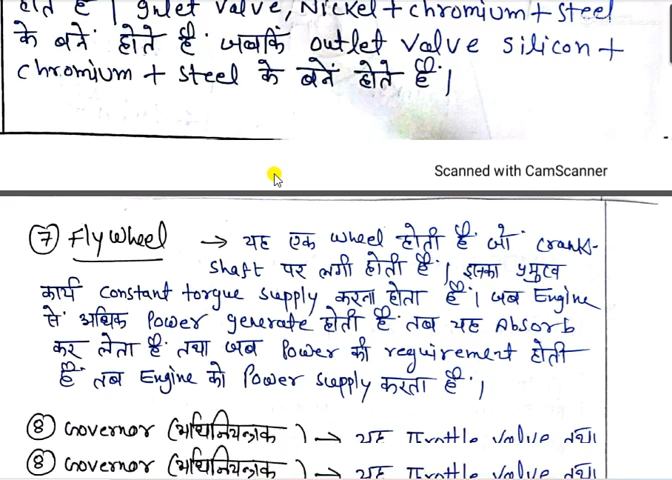 होते हैं। Inlet valve, Nickel + chromium + steel
के बने होते हैं जबकि outlet valve silicon +
chromium + steel के बने होते हैं।
Scanned with CamScanner
⑦ Flywheel → यह एक wheel होती है जो crank-
shaft पर लगी होती है। इसका प्रमुख
कार्य constant torque supply करना होता है। जब Engine
से अधिक Power generate होती है तब यह Absorb
कर लेता है तथा जब Power की requirement होती
है तब Engine को Power supply करता है।
⑧ Governor (अधिनियन्त्रक) → यह Throttle valve तथा
⑧ Governor (अधिनियन्त्रक) → यह Throttle valve तथा